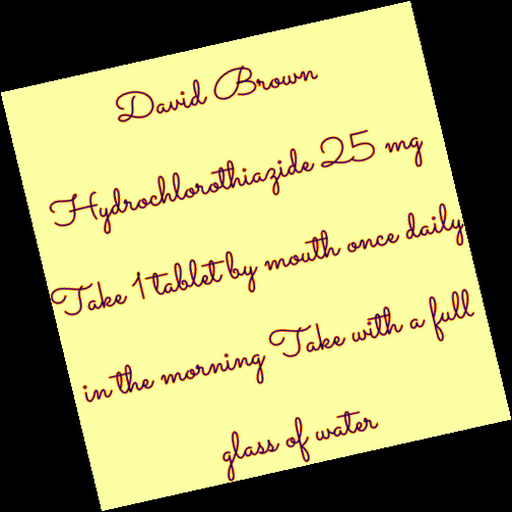 David Brown
Hydrochlorothiazide 25 mg
Take 1 tablet by mouth once daily
in the morning Take with a full
glass of water